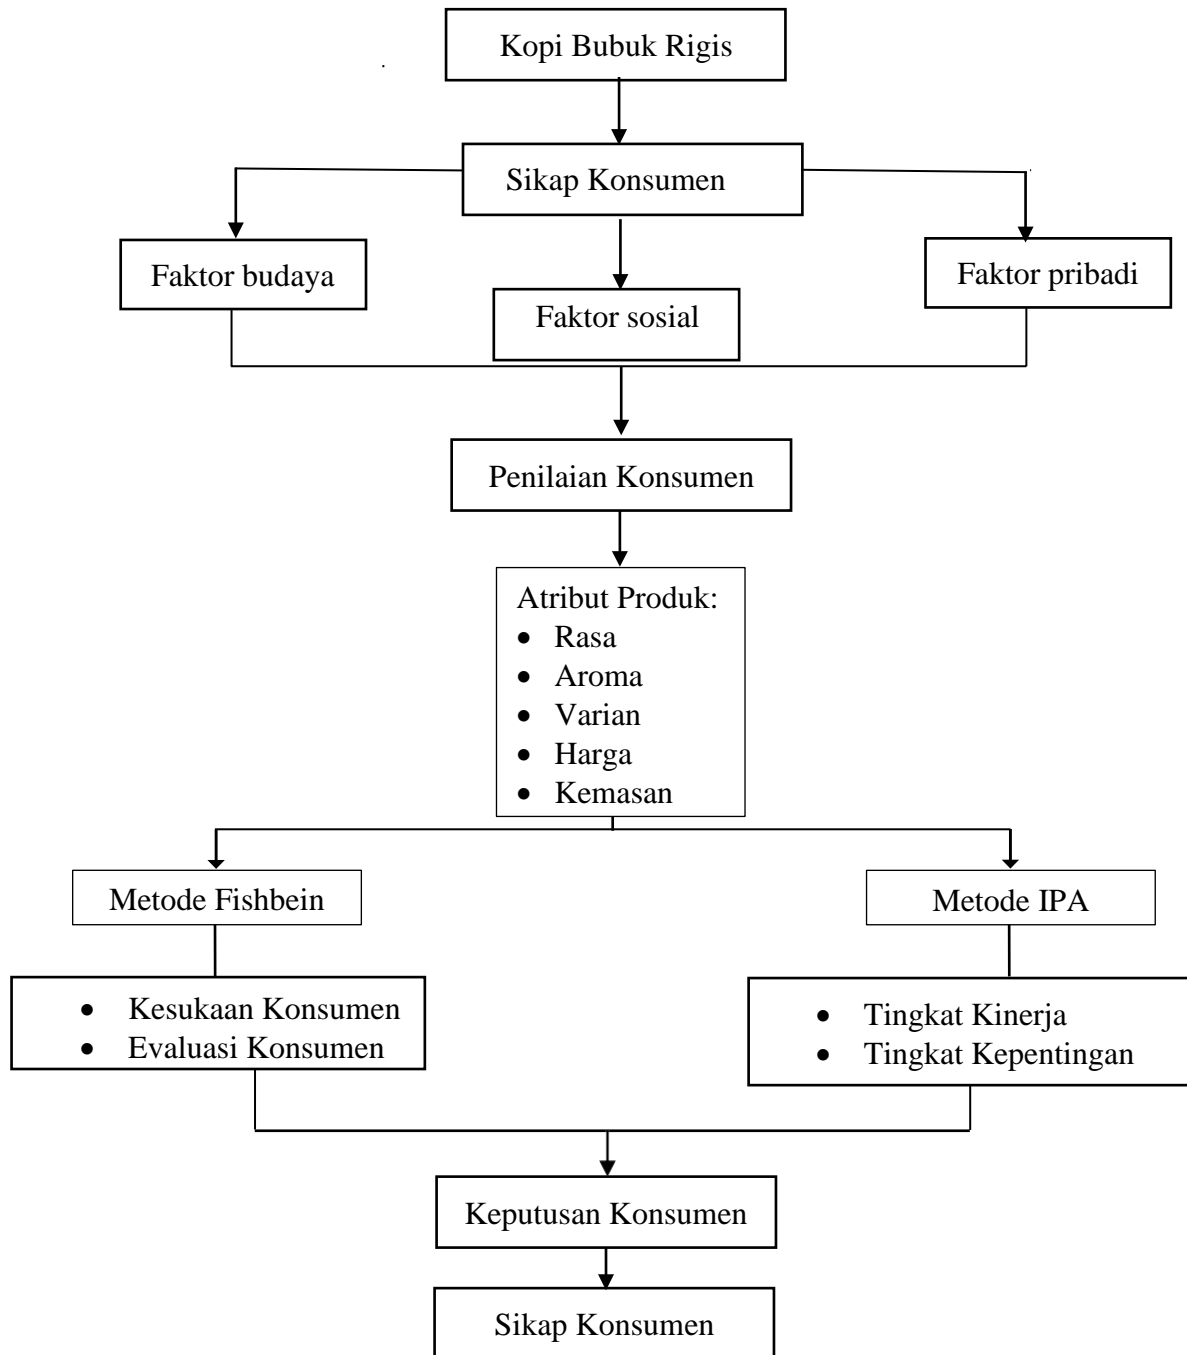 Kopi Bubuk Rigis
Sikap Konsumen
Faktor budaya
Faktor sosial
Faktor pribadi
Penilaian Konsumen
Atribut Produk:
• Rasa
• Aroma
• Varian
• Harga
• Kemasan
Metode Fishbein
Metode IPA
• Kesukaan Konsumen
• Evaluasi Konsumen
• Tingkat Kinerja
• Tingkat Kepentingan
Keputusan Konsumen
Sikap Konsumen